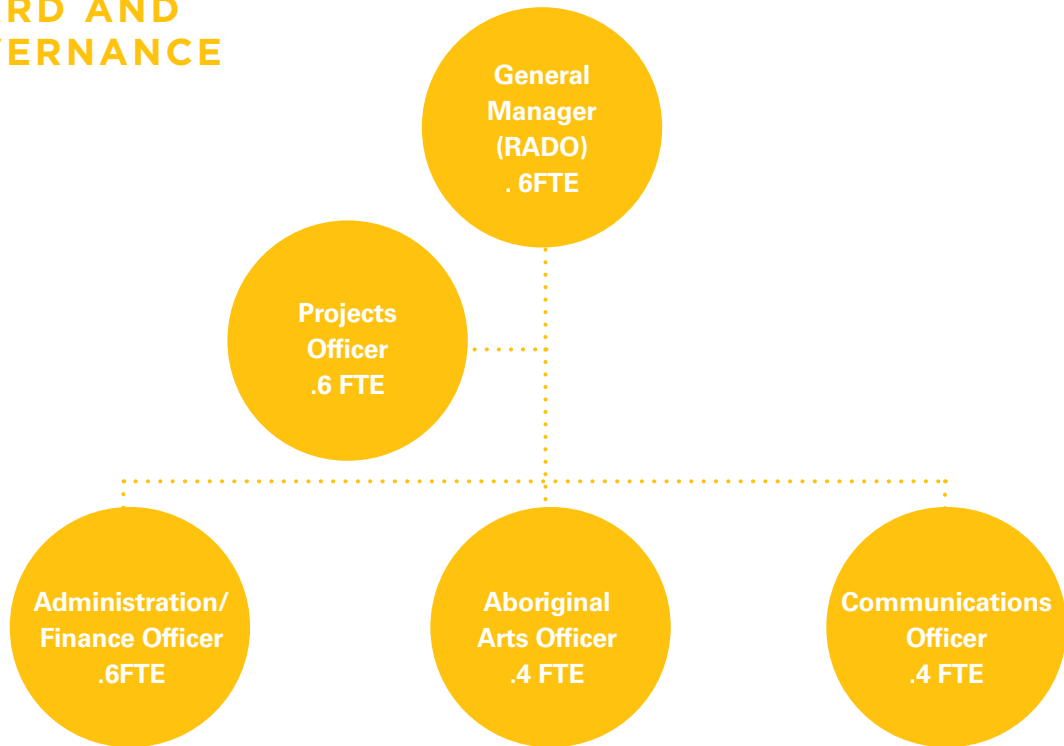 ARD AND
ERNANCE
General
Manager
(RADO)
. 6FTE
Projects
Officer
.6 FTE
Administration/
Finance Officer
.6FTE
Aboriginal
Arts Officer
.4 FTE
Communications
Officer
.4 FTE